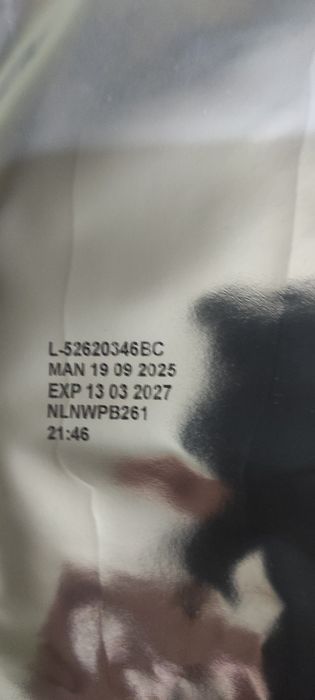 L-52620346BC
MAN 19 09 2025
EXP 13 03 2027
NLNWPB261
21:46